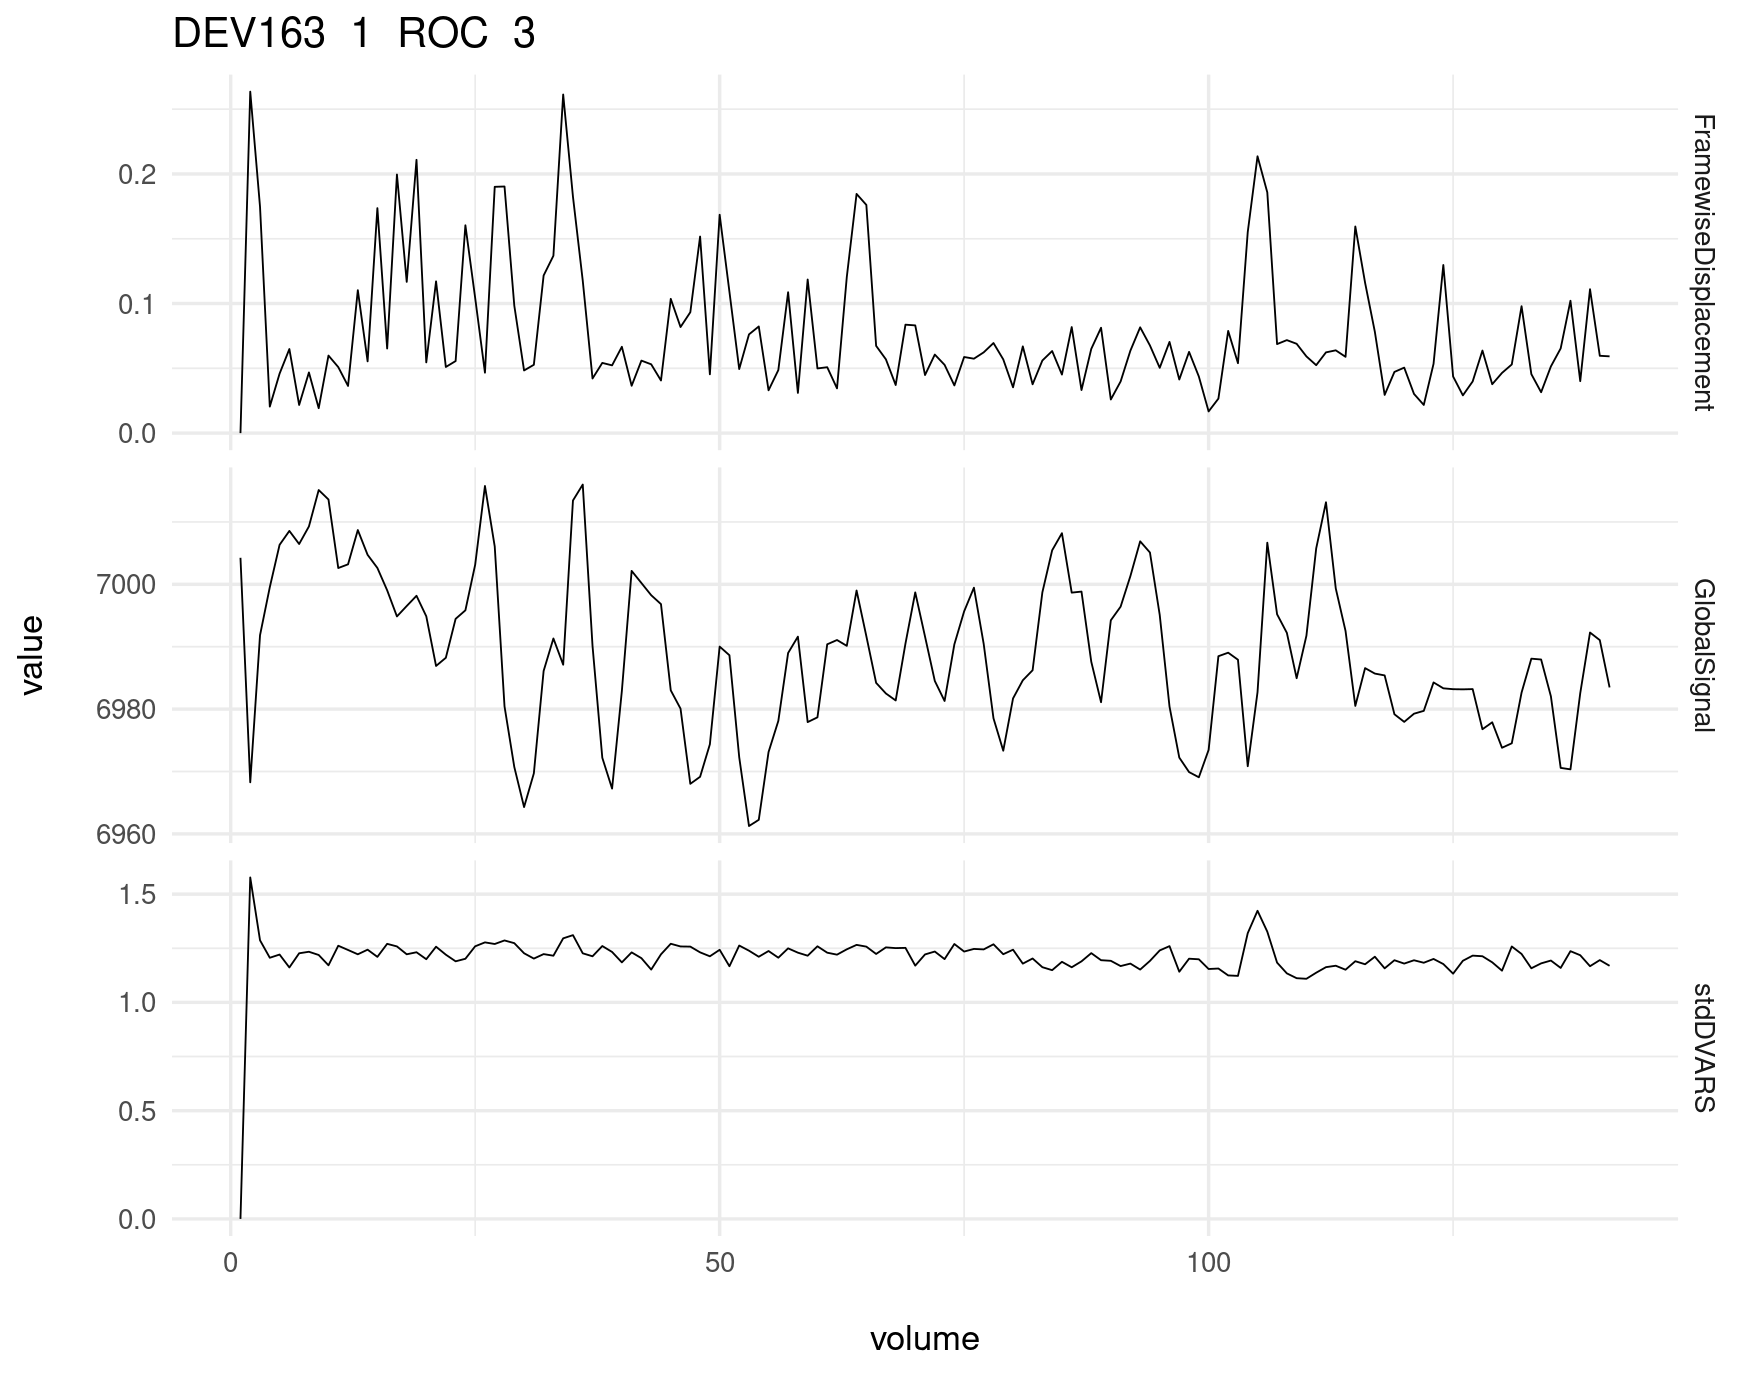 DEV163 1 ROC 3
0.2
0.1
0.0
FramewiseDisplacement
7000
6980
6960
GlobalSignal
value
1.5
1.0
0.5
0.0
stdDVARS
0 50 100
volume